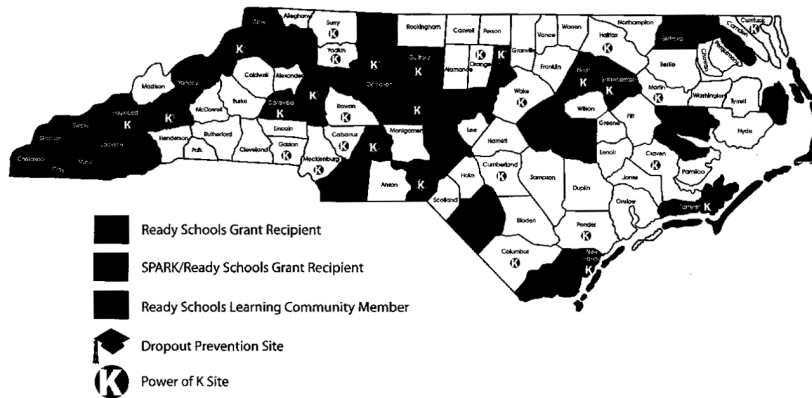 Alleghany
Surry
Rockingham
Caswell
Person
Vance
Warren
Northampton
Camden
Currituck
Yadkin
K
Guilford
Granville
Halifax
Alamance
Orange
Franklin
Bertie
Madison
Caldwell
Alexander
Davidson
Nash
Edgecombe
Martin
Washington
Tyrrell
McDowell
Burke
Catawba
Rowan
Wake
Wilson
Haywood
Rutherford
Lincoln
Cabarrus
Montgomery
Lee
Harnett
Greene
Pitt
Hyde
Swain
Graham
Jackson
Henderson
Polk
Cleveland
Gaston
Mecklenburg
Lenoir
Craven
Pamlico
Cherokee
Clay
Macon
Anson
Hoke
Cumberland
Sampson
Duplin
Jones
Scotland
Onslow
Carteret
Bladen
Pender
Columbus
New
Ready Schools Grant Recipient
SPARK/Ready Schools Grant Recipient
Ready Schools Learning Community Member
Dropout Prevention Site
K Power of K Site